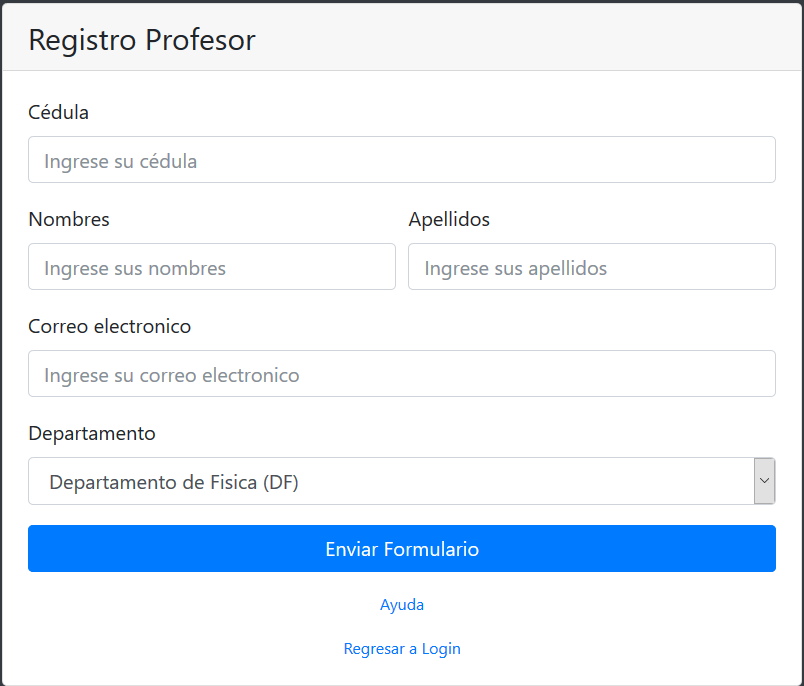 Registro Profesor
Cédula
Ingrese su cédula
Nombres
Apellidos
Ingrese sus nombres
Ingrese sus apellidos
Correo electronico
Ingrese su correo electronico
Departamento
Departamento de Fisica (DF)
Enviar Formulario
Ayuda
Regresar a Login